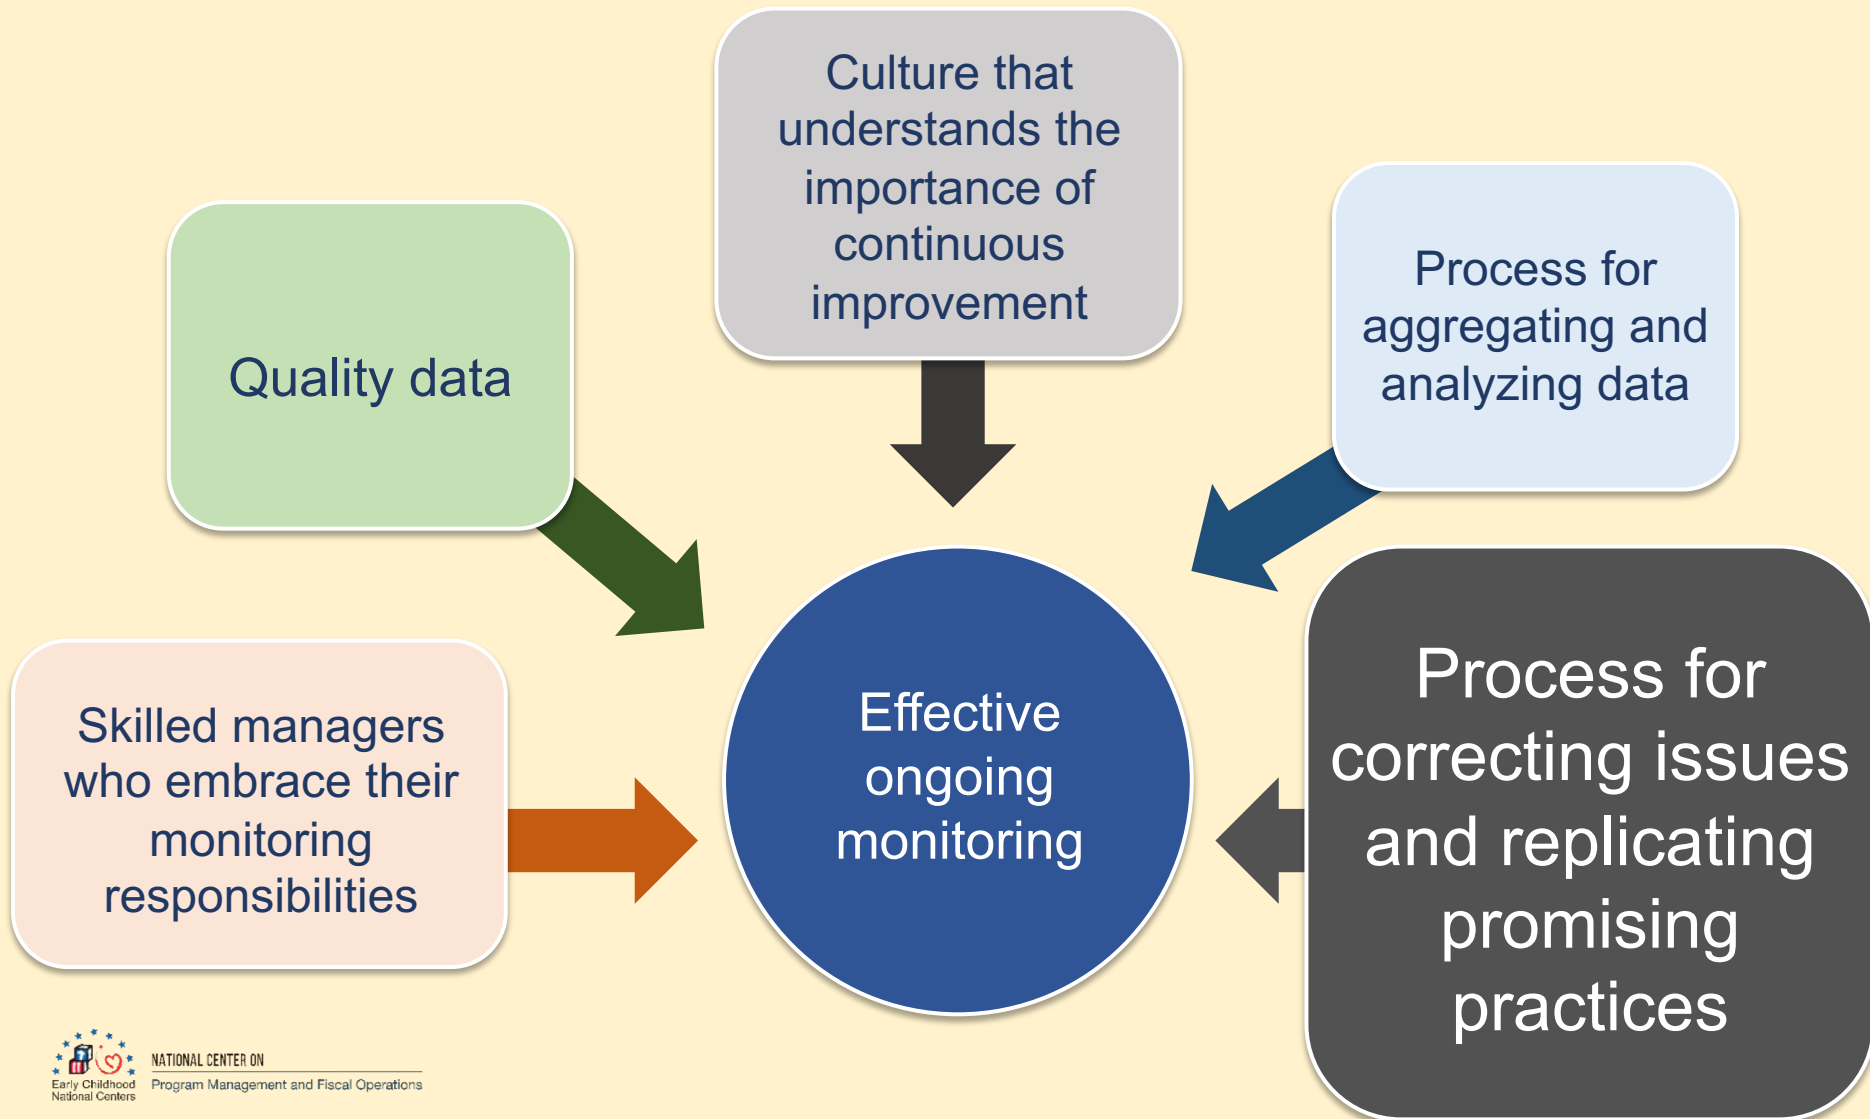 Culture that
understands the
importance of
continuous
improvement
Quality data
Process for
aggregating and
analyzing data
Skilled managers
who embrace their
monitoring
responsibilities
Effective
ongoing
monitoring
Process for
correcting issues
and replicating
promising
practices
Early Childhood
National Centers
NATIONAL CENTER ON
Program Management and Fiscal Operations